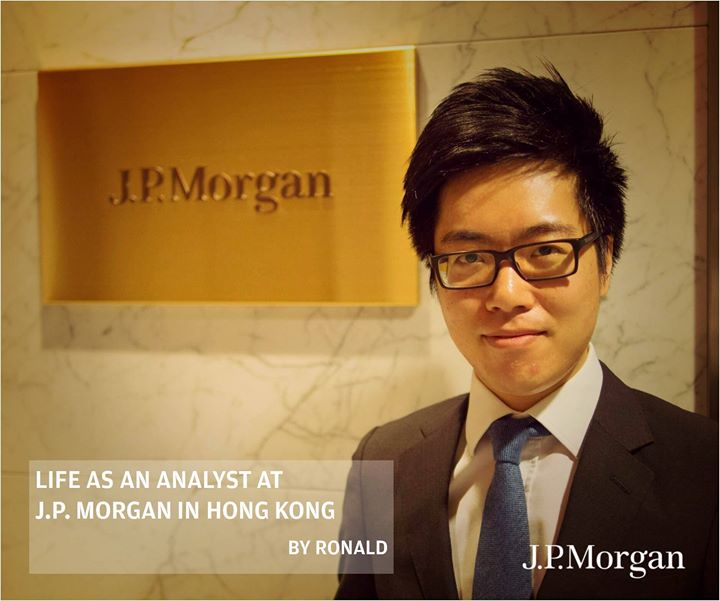 J.P.Morgan
LIFE AS AN ANALYST AT
J.P. MORGAN IN HONG KONG
BY RONALD
J.P.Morgan